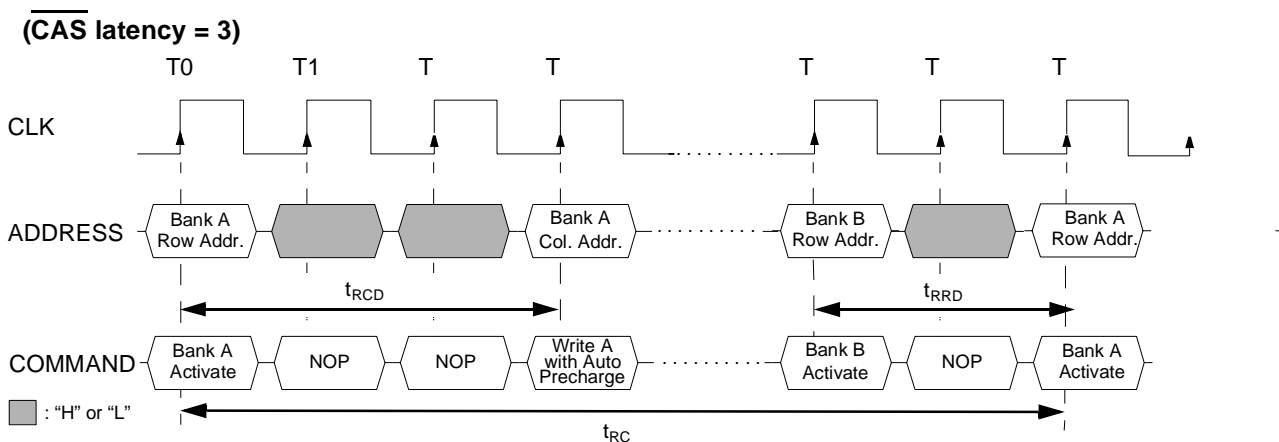 (CAS latency = 3)
T0 T1 T T T T T
CLK
ADDRESS
Bank A
Row Addr.
Bank A
Col. Addr.
Bank B
Row Addr.
Bank A
Row Addr.
tRCD
tRRD
COMMAND
Bank A
Activate
NOP
NOP
Write A
with Auto
Precharge
Bank B
Activate
NOP
Bank A
Activate
: “H” or “L”
tRC